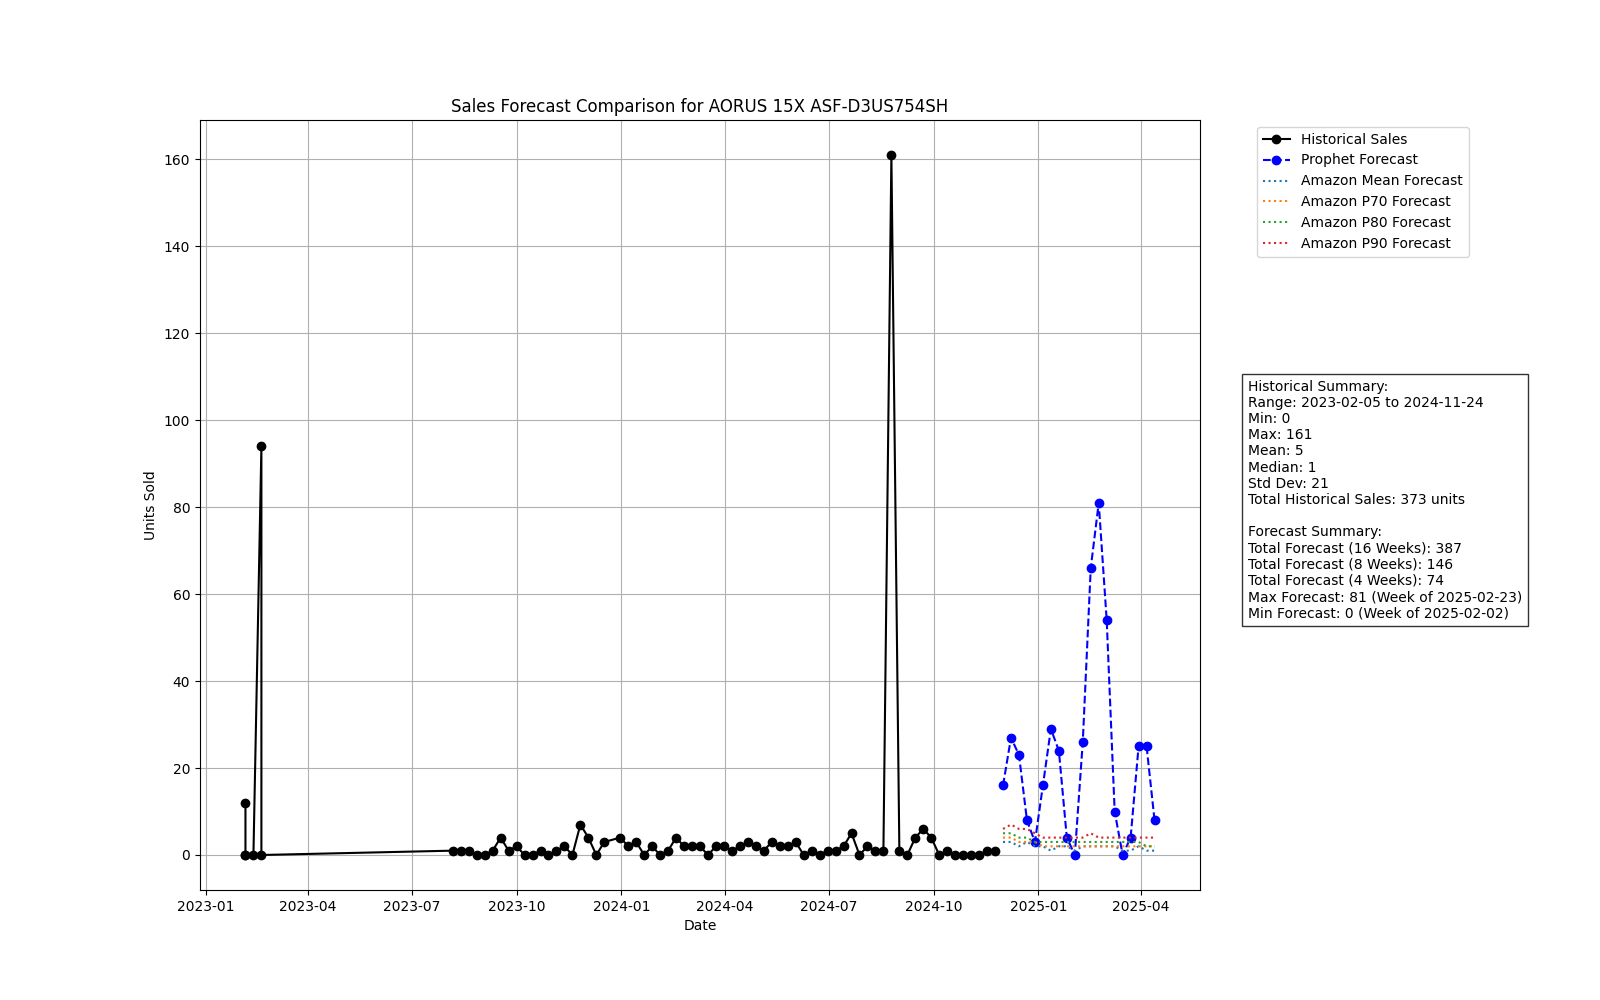 Sales Forecast Comparison for AORUS 15X ASF-D3US754SH
Historical Sales
Prophet Forecast
Amazon Mean Forecast
Amazon P70 Forecast
Amazon P80 Forecast
Amazon P90 Forecast
Units Sold
160
140
120
100
80
60
40
20
0
2023-01
2023-04
2023-07
2023-10
2024-01
2024-04
2024-07
2024-10
2025-01
2025-04
Date
Historical Summary:
Range: 2023-02-05 to 2024-11-24
Min: 0
Max: 161
Mean: 5
Median: 1
Std Dev: 21
Total Historical Sales: 373 units
Forecast Summary:
Total Forecast (16 Weeks): 387
Total Forecast (8 Weeks): 146
Total Forecast (4 Weeks): 74
Max Forecast: 81 (Week of 2025-02-23)
Min Forecast: 0 (Week of 2025-02-02)